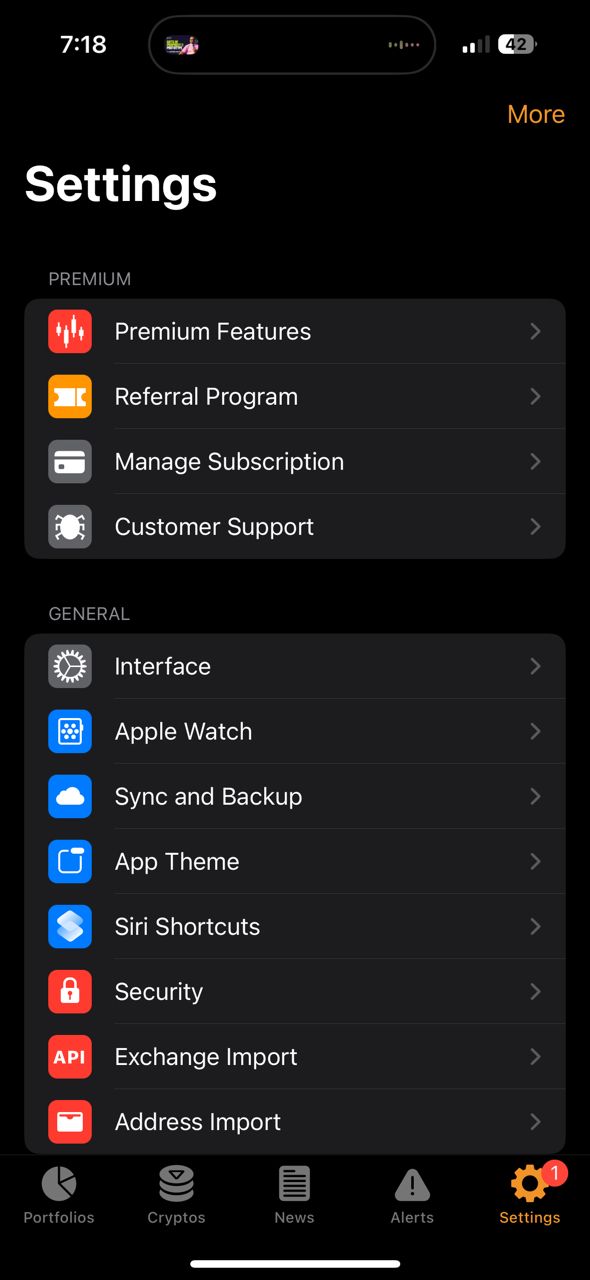 7:18
42
More
Settings
PREMIUM
Premium Features
Referral Program
Manage Subscription
Customer Support
GENERAL
Interface
Apple Watch
Sync and Backup
App Theme
Siri Shortcuts
Security
API Exchange Import
Address Import
1
Portfolios Cryptos News Alerts Settings